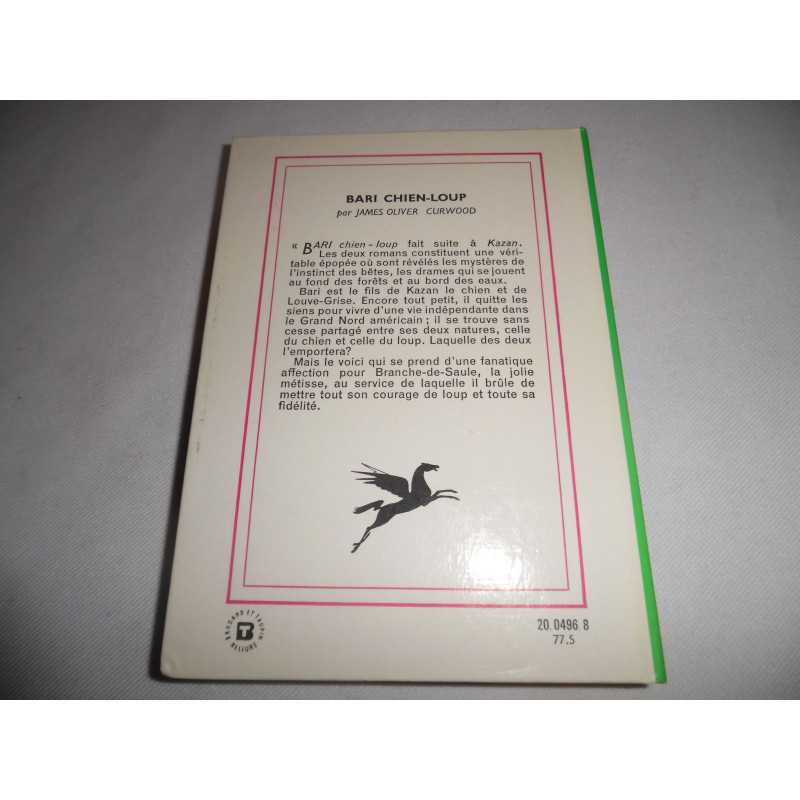 BARI CHIEN-LOUP
par JAMES OLIVER CURWOOD
« BARI chien-loup fait suite à Kazan.
Les deux romans constituent une véri-
table épopée où sont révélés les mystères de
l'instinct des bêtes, les drames qui se jouent
au fond des forêts et au bord des eaux.
Bari est le fils de Kazan le chien et de
Louve-Grise. Encore tout petit, il quitte les
siens pour vivre d'une vie indépendante dans
le Grand Nord américain ; il se trouve sans
cesse partagé entre ses deux natures, celle
du chien et celle du loup. Laquelle des deux
l'emportera?
Mais le voici qui se prend d'une fanatique
affection pour Branche-de-Saule, la jolie
métisse, au service de laquelle il brûle de
mettre tout son courage de loup et toute sa
fidélité.
BRODARD ET TAUPIN
BT
RELIURE
20.0496.8
77.5